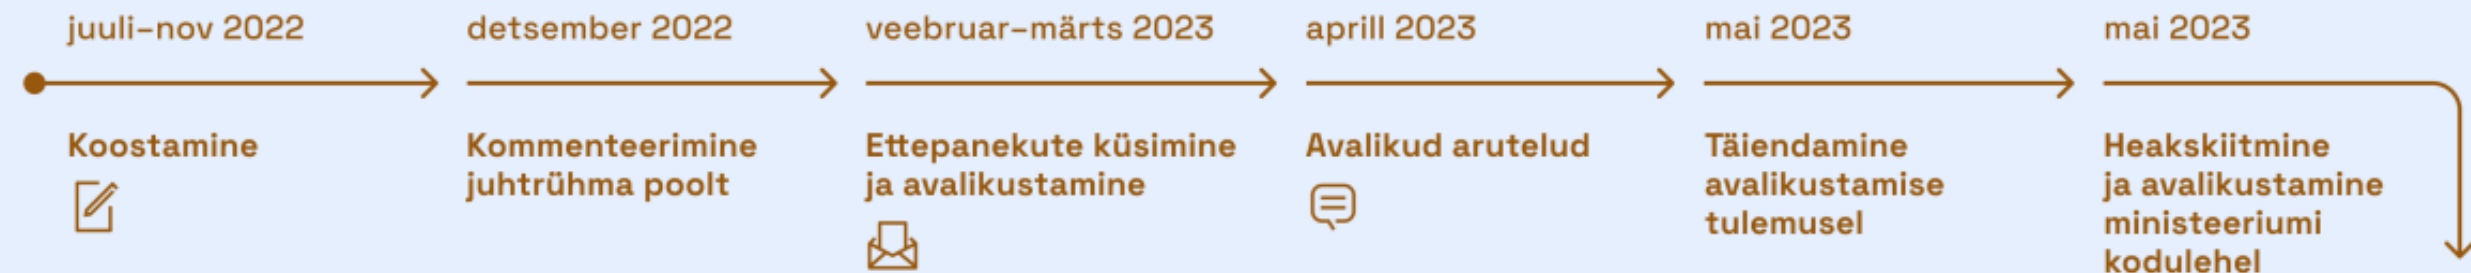 juuli–nov 2022
Koostamine
detsember 2022
Kommenteerimine
juhtrühma poolt
veebruar–märts 2023
Ettepanekute küsimine
ja avalikustamine
aprill 2023
Avalikud arutelud
mai 2023
Täiendamine
avalikustamise
tulemusel
mai 2023
Heakskiitmine
ja avalikustamine
ministeeriumi
kodulehel